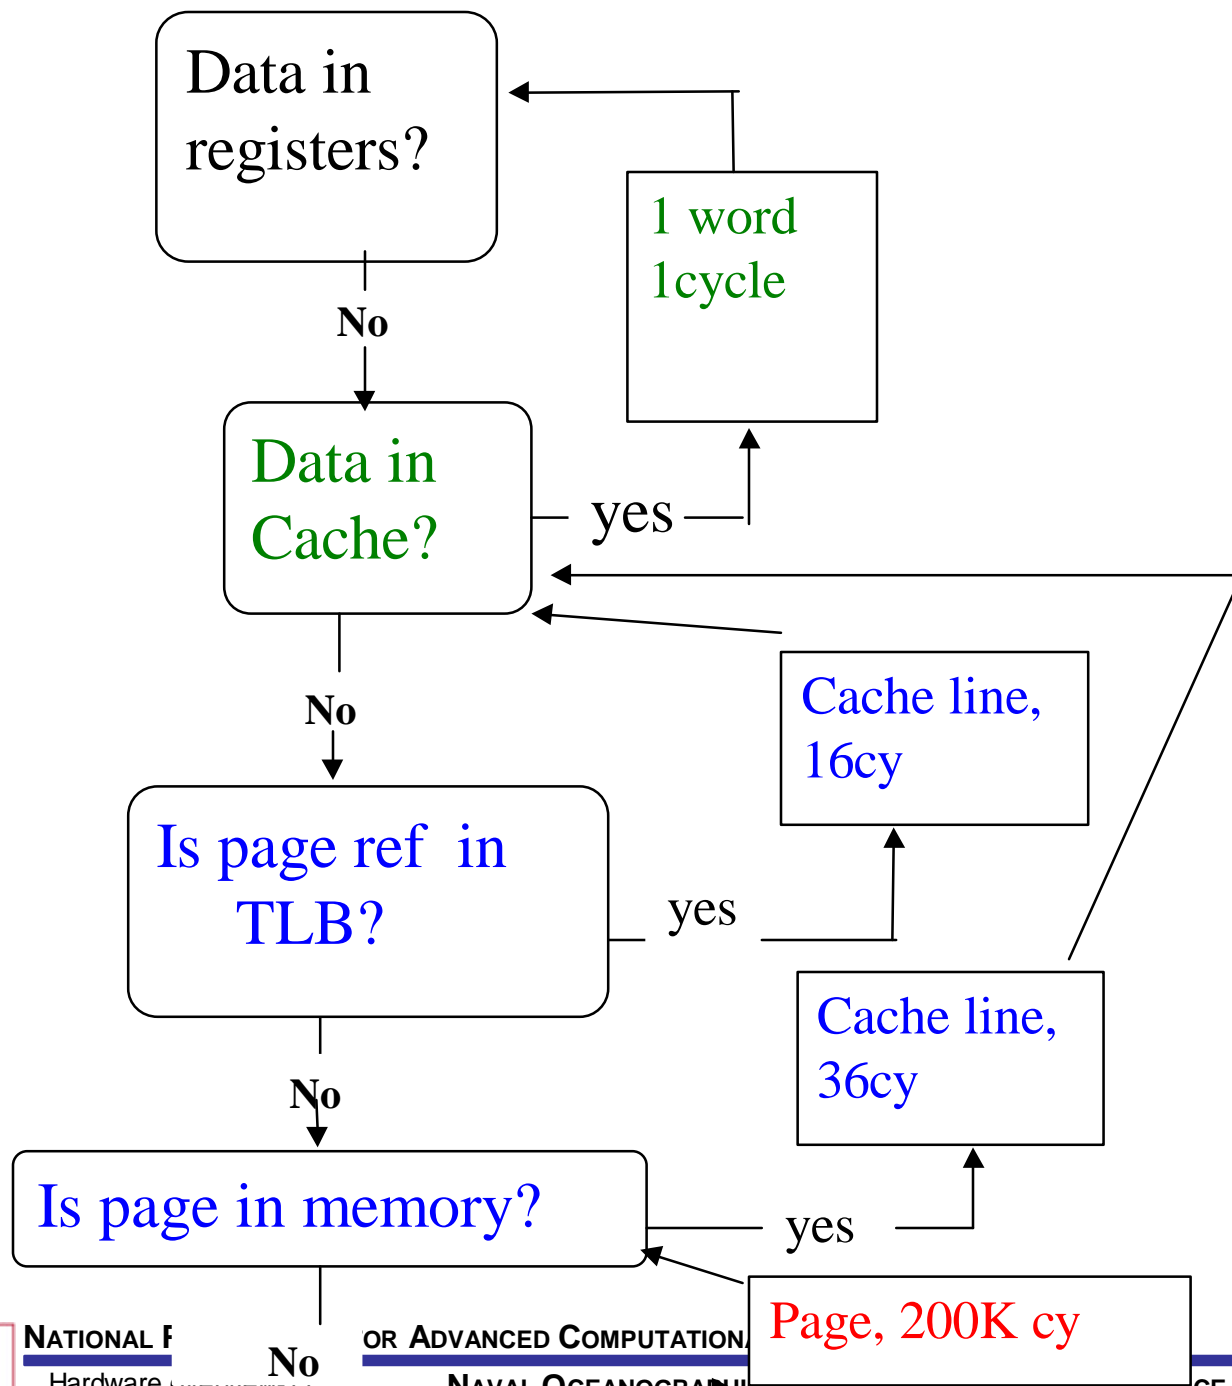 Data in
registers?
1 word
1cycle
No
Data in
Cache?
yes
No
Cache line,
16cy
Is page ref in
TLB?
yes
Cache line,
36cy
No
Is page in memory?
yes
Page, 200K cy
NATIONAL
OR ADVANCED COMPUTATIONA
No
Hardware
NAVAL